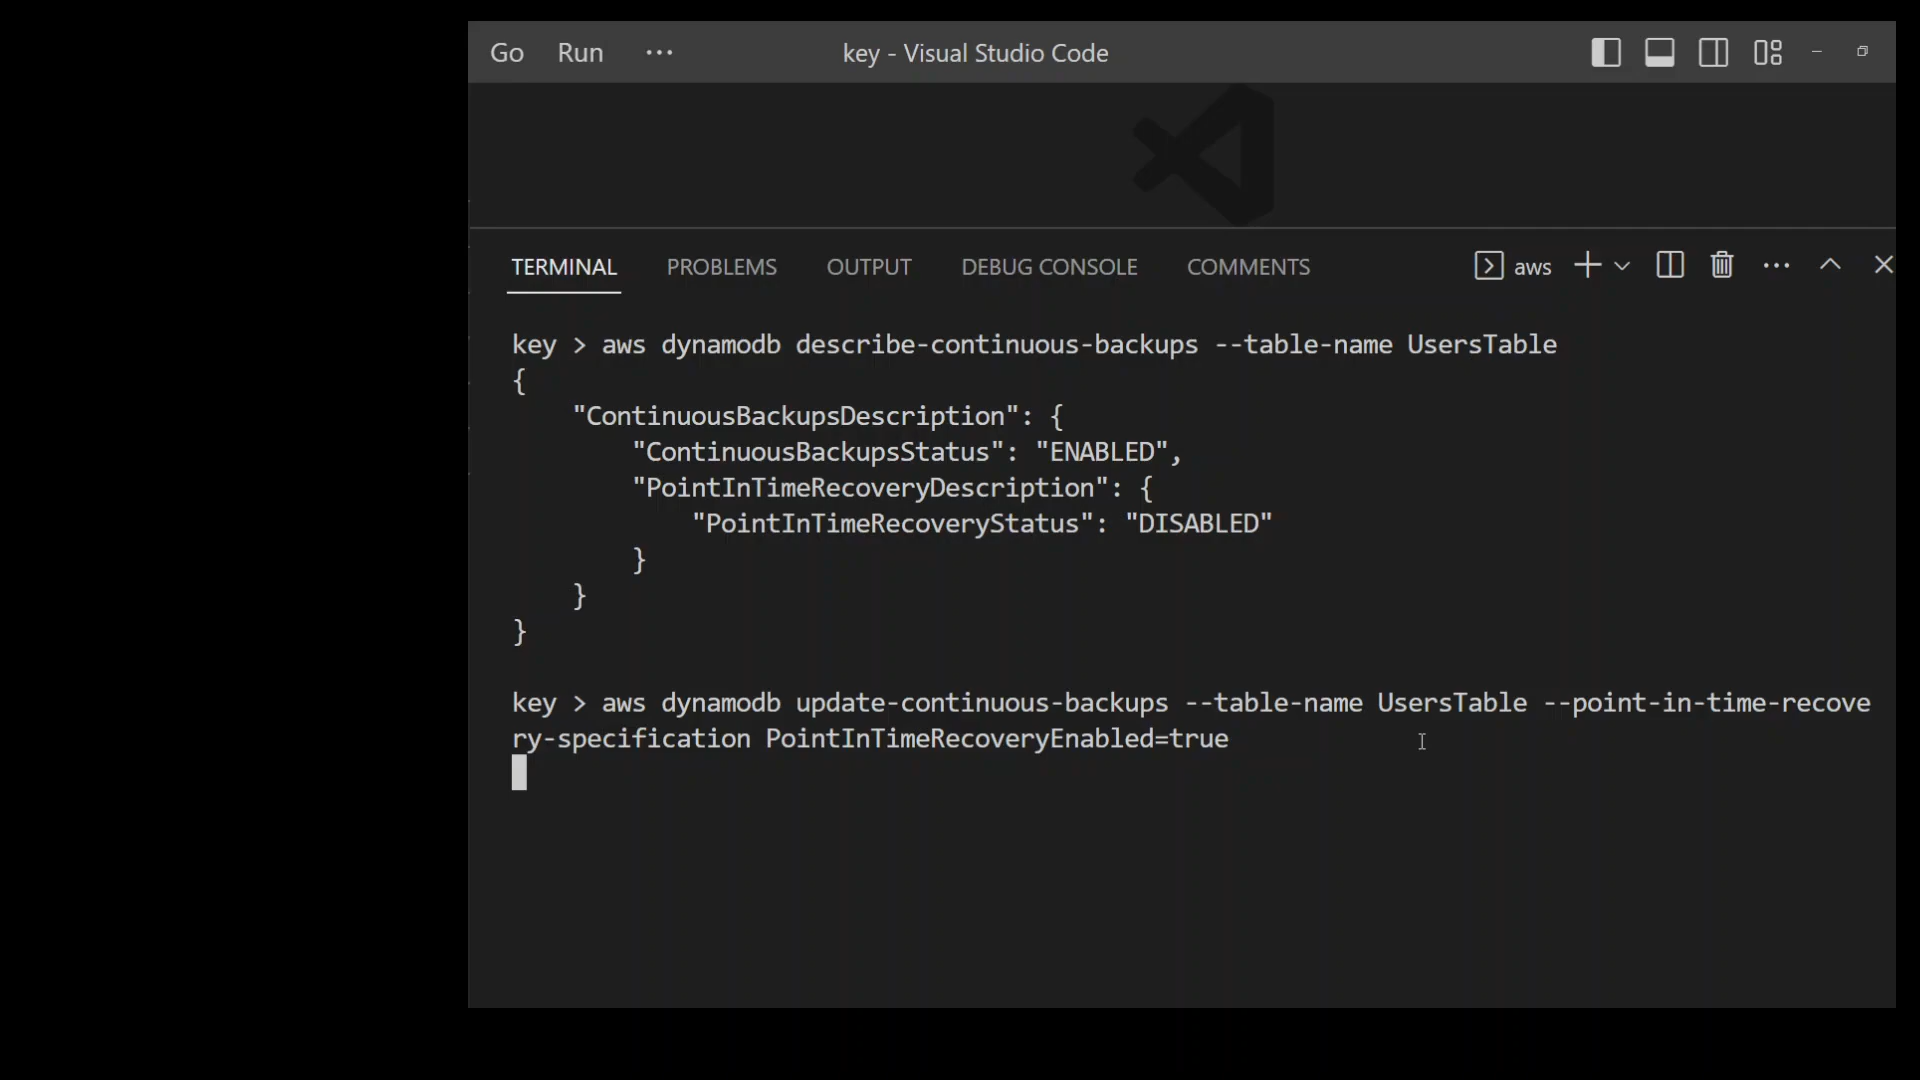 Go Run ··· key - Visual Studio Code
TERMINAL PROBLEMS OUTPUT DEBUG CONSOLE COMMENTS aws
key > aws dynamodb describe-continuous-backups --table-name UsersTable
{
    "ContinuousBackupsDescription": {
        "ContinuousBackupsStatus": "ENABLED",
        "PointInTimeRecoveryDescription": {
            "PointInTimeRecoveryStatus": "DISABLED"
        }
    }
}
key > aws dynamodb update-continuous-backups --table-name UsersTable --point-in-time-recove
ry-specification PointInTimeRecoveryEnabled=true